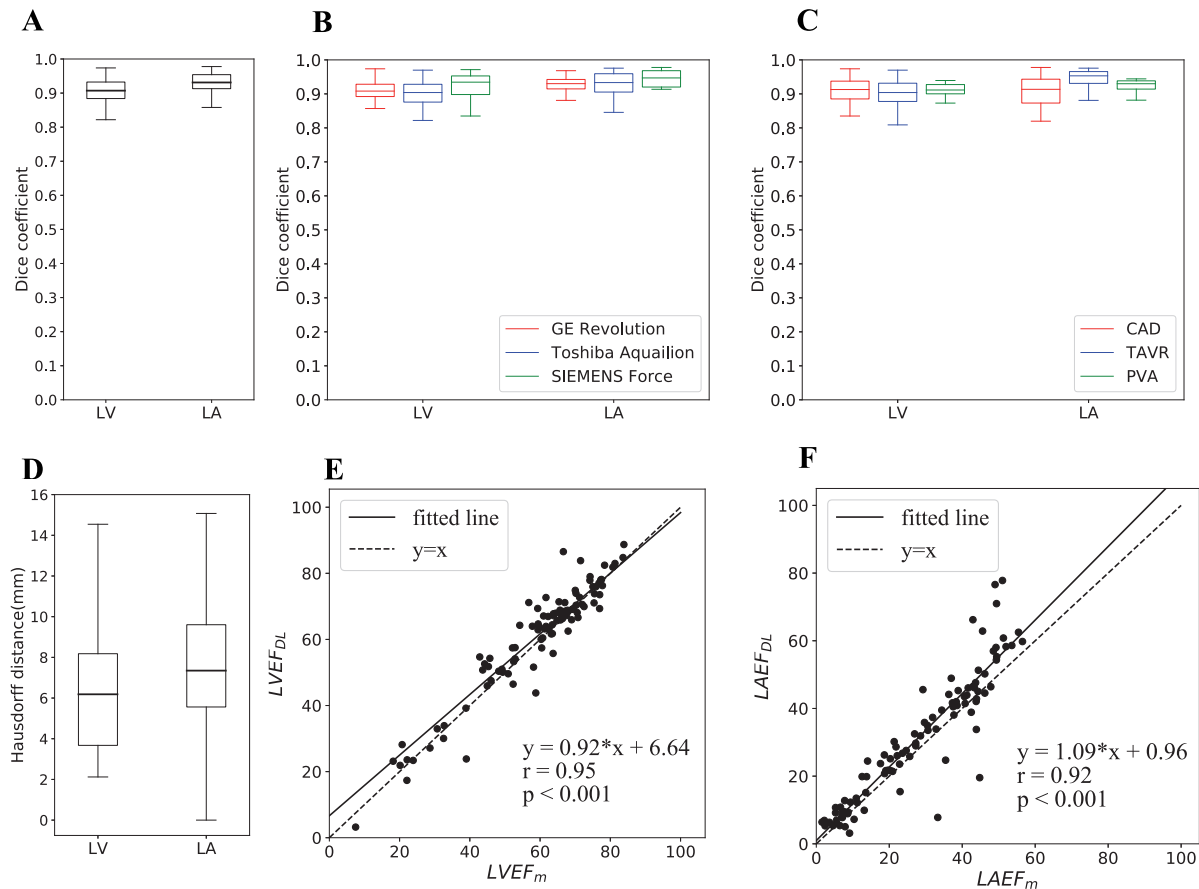 A
B
C
Dice coefficient
1.0
0.9
0.8
0.7
0.6
0.5
0.4
0.3
0.2
0.1
0.0
LV LA
Dice coefficient
1.0
0.9
0.8
0.7
0.6
0.5
0.4
0.3
0.2
0.1
0.0
GE Revolution
Toshiba Aquailion
SIEMENS Force
LV LA
Dice coefficient
1.0
0.9
0.8
0.7
0.6
0.5
0.4
0.3
0.2
0.1
0.0
CAD
TAVR
PVA
LV LA
D
E
F
Hausdorff distance(mm)
16
14
12
10
8
6
4
2
0
LV LA
LVEF_DL
100
80
60
40
20
0
fitted line
y=x
y = 0.92*x + 6.64
r = 0.95
p < 0.001
0 20 40 60 80 100
LVEF_m
LAEF_DL
100
80
60
40
20
0
fitted line
y=x
y = 1.09*x + 0.96
r = 0.92
p < 0.001
0 20 40 60 80 100
LAEF_m